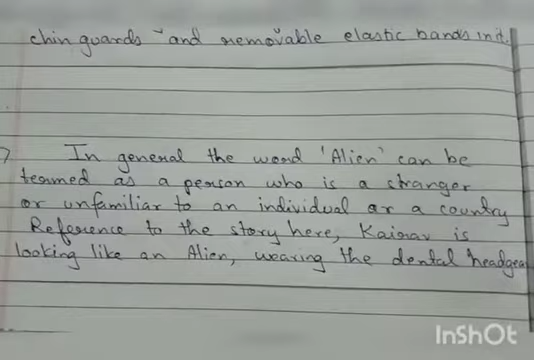 chin guards and removable elastic bands in it.
7
In general the word 'Alien' can be
termed as a person who is a stranger
or unfamiliar to an individual or a country
Reference to the story here, Kairav is
looking like an Alien, wearing the dental headgear
InShOt